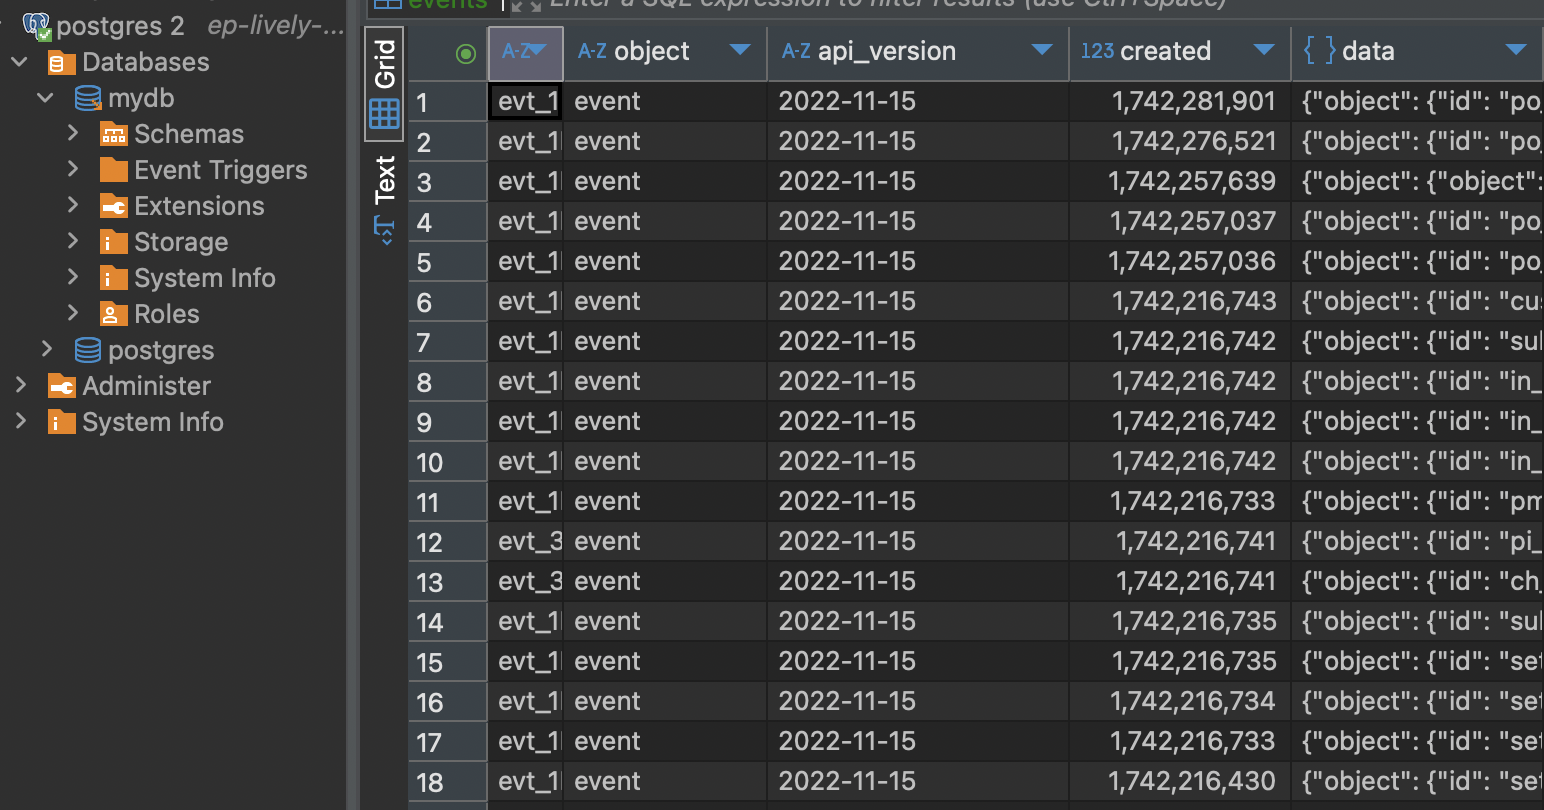 events
Enter a SQL expression to filter results (use Ctrl+Space)
postgres 2 ep-lively-...
Databases
mydb
Schemas
Event Triggers
Extensions
Storage
System Info
Roles
postgres
Administer
System Info
Grid
Text
A-Z A-Z object A-Z api_version 123 created { } data
1 evt_1 event 2022-11-15 1,742,281,901 {"object": {"id": "po_
2 evt_1 event 2022-11-15 1,742,276,521 {"object": {"id": "po_
3 evt_1 event 2022-11-15 1,742,257,639 {"object": {"object":
4 evt_1 event 2022-11-15 1,742,257,037 {"object": {"id": "po_
5 evt_1 event 2022-11-15 1,742,257,036 {"object": {"id": "po_
6 evt_1 event 2022-11-15 1,742,216,743 {"object": {"id": "cu
7 evt_1 event 2022-11-15 1,742,216,742 {"object": {"id": "su
8 evt_1 event 2022-11-15 1,742,216,742 {"object": {"id": "in_
9 evt_1 event 2022-11-15 1,742,216,742 {"object": {"id": "in_
10 evt_1 event 2022-11-15 1,742,216,742 {"object": {"id": "in_
11 evt_1 event 2022-11-15 1,742,216,733 {"object": {"id": "pm
12 evt_3 event 2022-11-15 1,742,216,741 {"object": {"id": "pi_
13 evt_3 event 2022-11-15 1,742,216,741 {"object": {"id": "ch_
14 evt_1 event 2022-11-15 1,742,216,735 {"object": {"id": "su
15 evt_1 event 2022-11-15 1,742,216,735 {"object": {"id": "se
16 evt_1 event 2022-11-15 1,742,216,734 {"object": {"id": "se
17 evt_1 event 2022-11-15 1,742,216,733 {"object": {"id": "se
18 evt_1 event 2022-11-15 1,742,216,430 {"object": {"id": "se